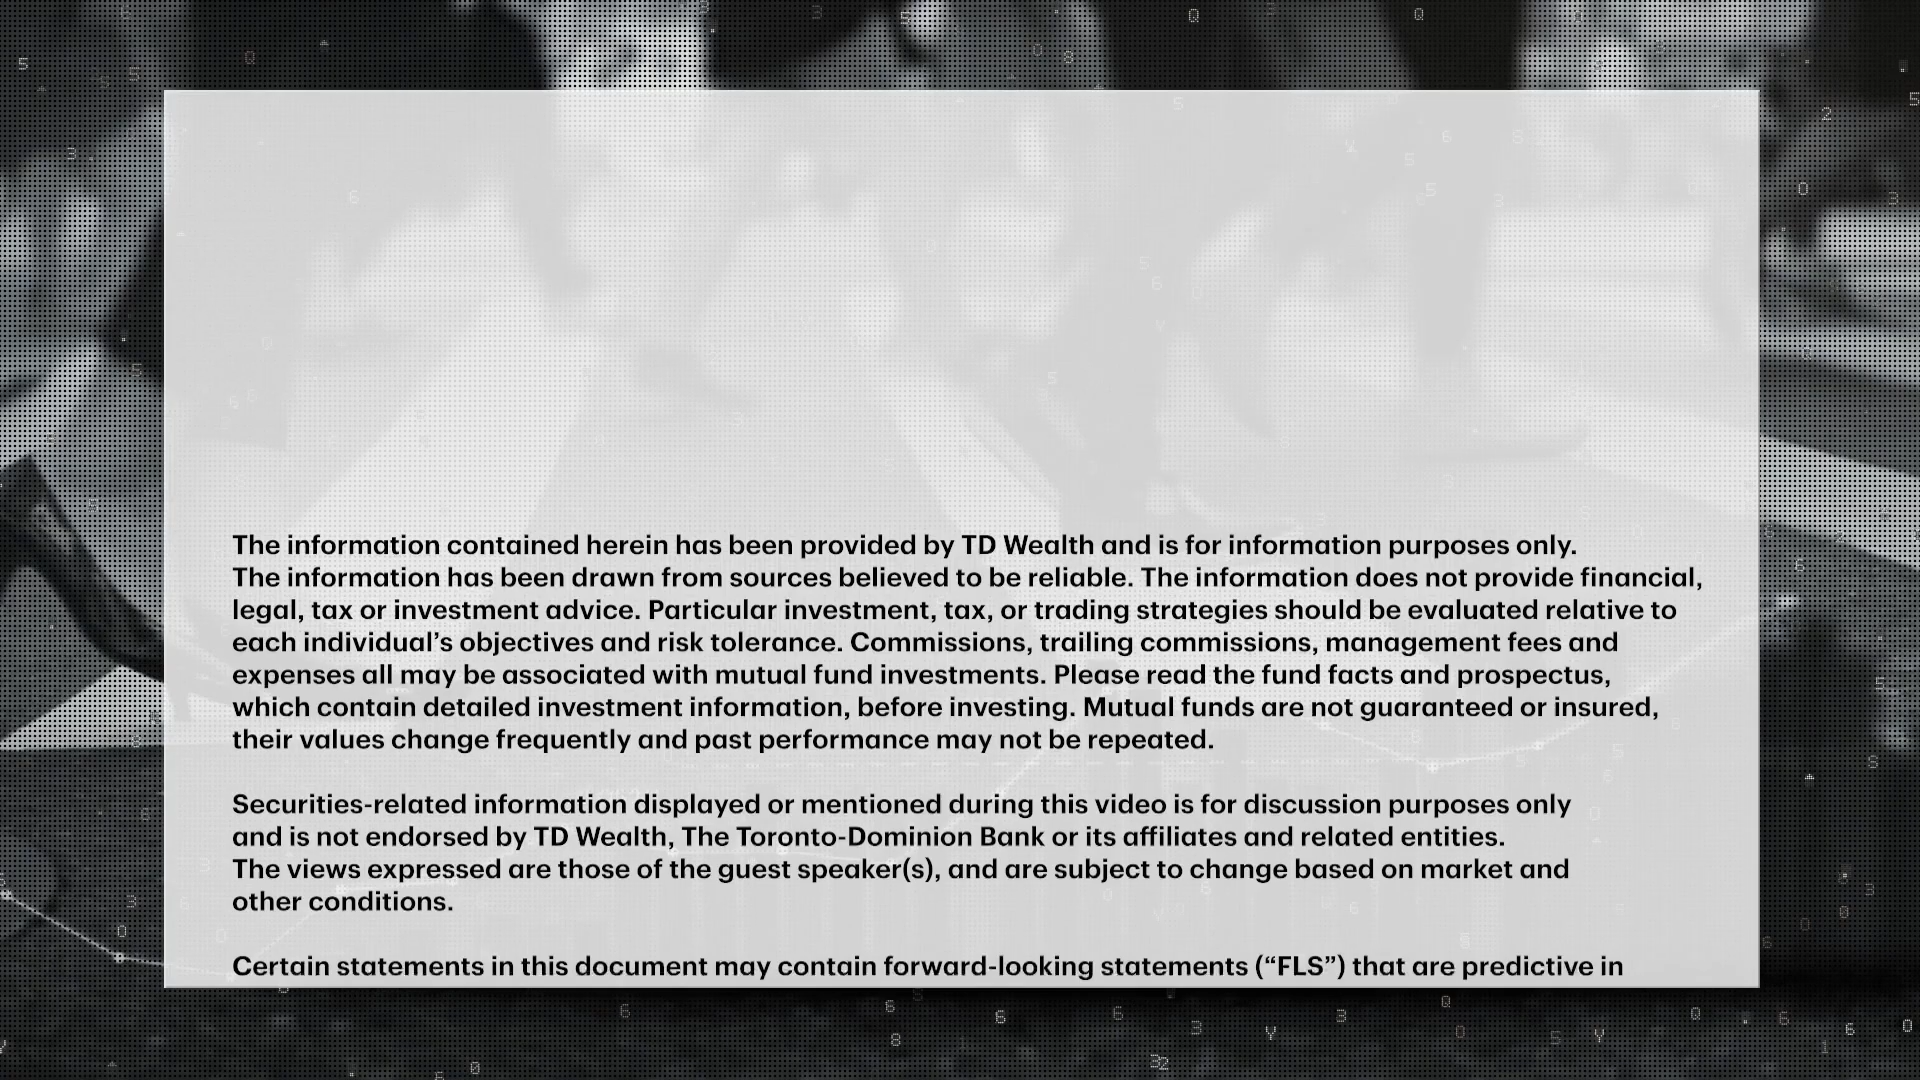 The information contained herein has been provided by TD Wealth and is for information purposes only.
The information has been drawn from sources believed to be reliable. The information does not provide financial,
legal, tax or investment advice. Particular investment, tax, or trading strategies should be evaluated relative to
each individual’s objectives and risk tolerance. Commissions, trailing commissions, management fees and
expenses all may be associated with mutual fund investments. Please read the fund facts and prospectus,
which contain detailed investment information, before investing. Mutual funds are not guaranteed or insured,
their values change frequently and past performance may not be repeated.
Securities-related information displayed or mentioned during this video is for discussion purposes only
and is not endorsed by TD Wealth, The Toronto-Dominion Bank or its affiliates and related entities.
The views expressed are those of the guest speaker(s), and are subject to change based on market and
other conditions.
Certain statements in this document may contain forward-looking statements (“FLS”) that are predictive in